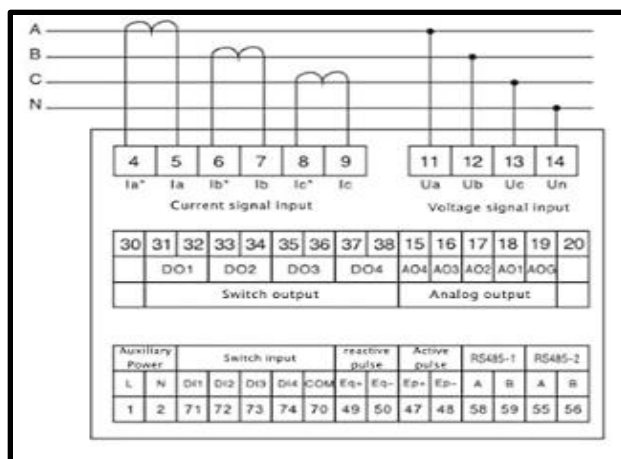 A
B
C
N
4 5 6 7 8 9 11 12 13 14
Ia* Ia Ib* Ib Ic* Ic Ua Ub Uc Un
Current signal input Voltage signal input
30 31 32 33 34 35 36 37 38 15 16 17 18 19 20
DO1 DO2 DO3 DO4 AO4 AO3 AO2 AO1 AOG
Switch output Analog output
Auxiliary Power Switch input reactive pulse Active pulse RS485-1 RS485-2
L N DI1 DI2 DI3 DI4 COM Eq+ Eq- Ep+ Ep- A B A B
1 2 71 72 73 74 70 49 50 47 48 58 59 55 56